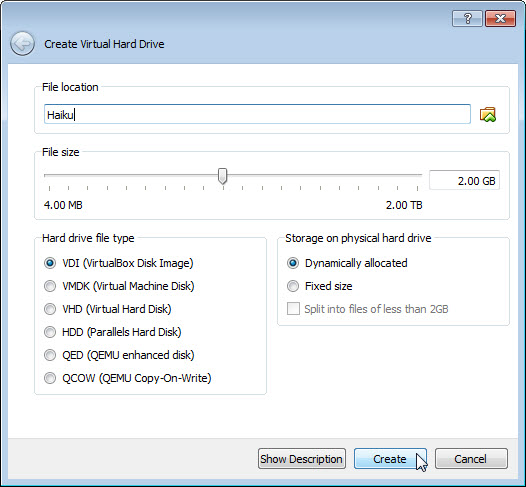 Create Virtual Hard Drive
File location
Haiku
File size
2.00 GB
4.00 MB 2.00 TB
Hard drive file type
VDI (VirtualBox Disk Image)
VMDK (Virtual Machine Disk)
VHD (Virtual Hard Disk)
HDD (Parallels Hard Disk)
QED (QEMU enhanced disk)
QCOW (QEMU Copy-On-Write)
Storage on physical hard drive
Dynamically allocated
Fixed size
Split into files of less than 2GB
Show Description Create Cancel